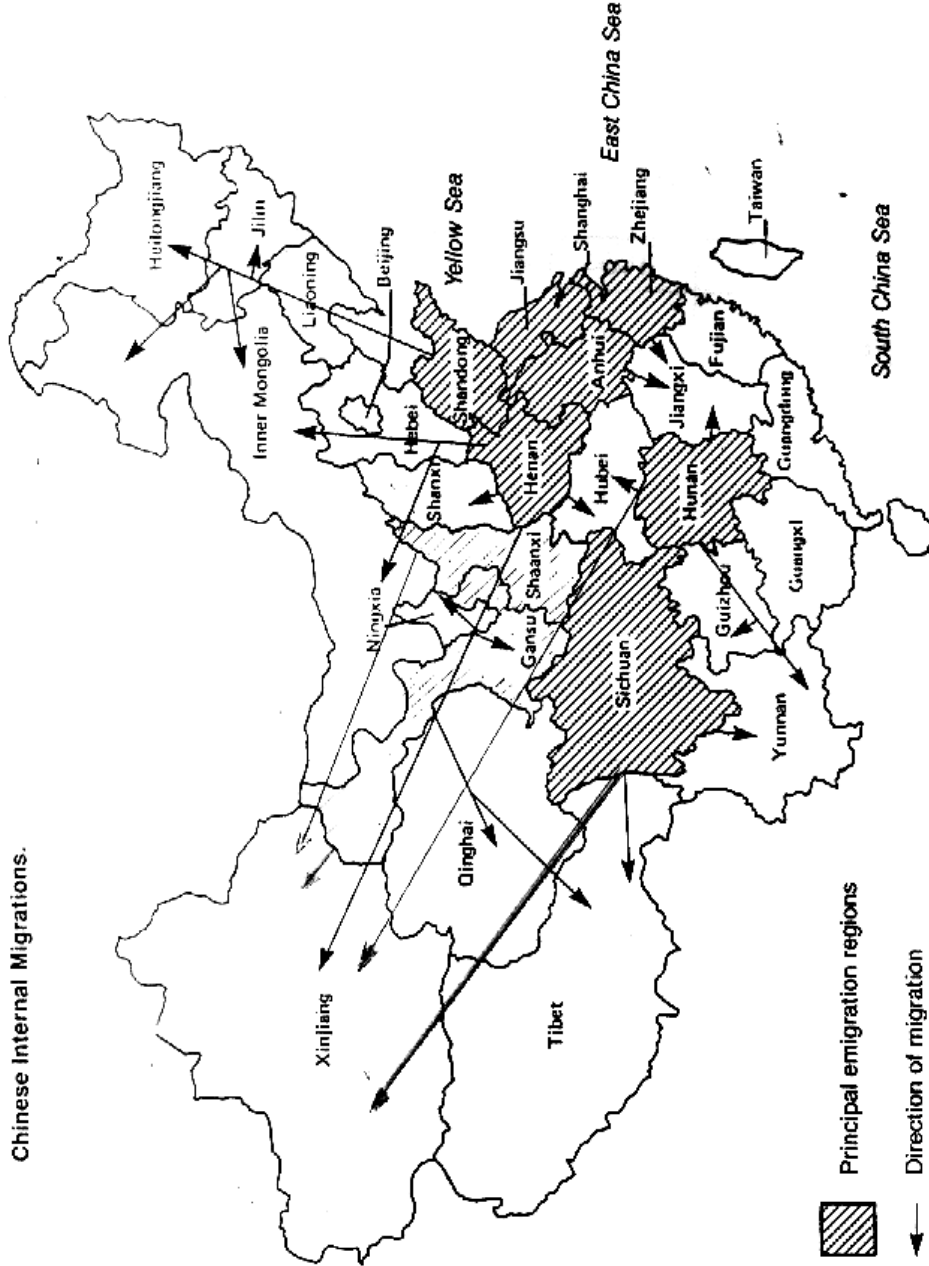 Chinese Internal Migrations.
Huilongjiang
Jilin
Liaoning
Inner Mongolia
Beijing
Hebei
Yellow Sea
Shandong
Shanxi
Ningxia
Xinjiang
Qinghai
Gansu
Shaanxi
Henan
Jiangsu
Anhui
Shanghai
East China Sea
Zhejiang
Hubei
Tibet
Sichuan
Hunan
Jiangxi
Fujian
Taiwan
Guizhou
Yunnan
Guangxi
Guangdong
South China Sea
Principal emigration regions
Direction of migration